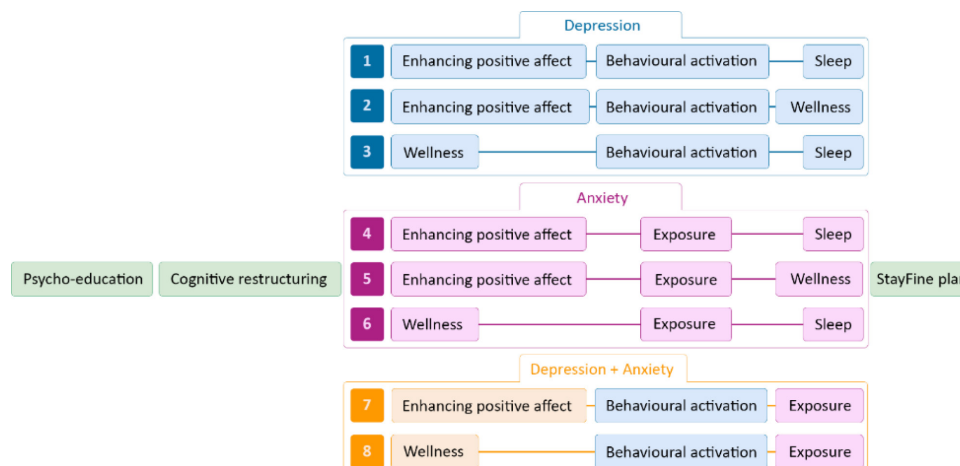 Depression
1 Enhancing positive affect Behavioural activation Sleep
2 Enhancing positive affect Behavioural activation Wellness
3 Wellness Behavioural activation Sleep
Anxiety
4 Enhancing positive affect Exposure Sleep
Psycho-education Cognitive restructuring 5 Enhancing positive affect Exposure Wellness StayFine plan
6 Wellness Exposure Sleep
Depression + Anxiety
7 Enhancing positive affect Behavioural activation Exposure
8 Wellness Behavioural activation Exposure